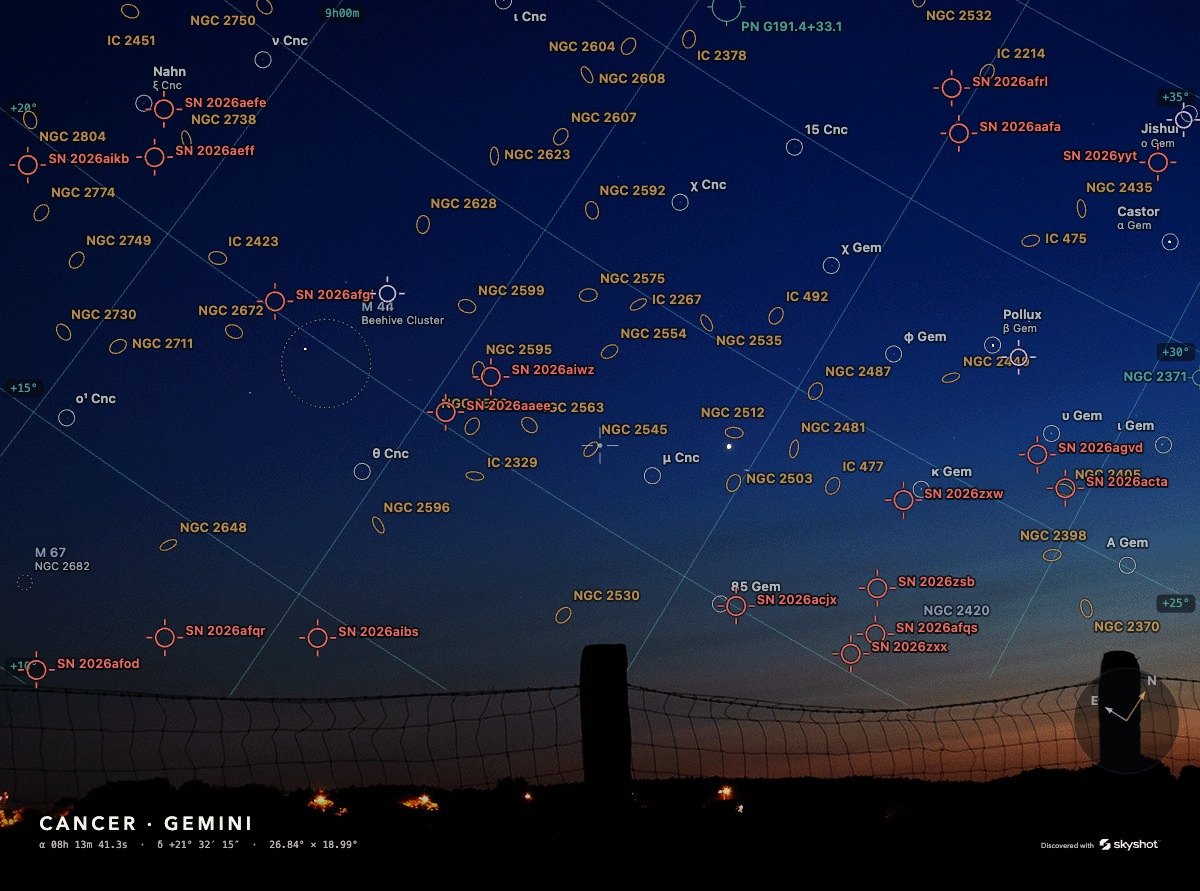 NGC 2750
9h00m
ι Cnc
PN G191.4+33.1
NGC 2532
IC 2451
ν Cnc
NGC 2604
IC 2378
IC 2214
Nahn
ξ Cnc
NGC 2608
SN 2026afrl
+35°
+20°
SN 2026aefe
NGC 2738
NGC 2607
15 Cnc
SN 2026aafa
Jishui
ο Gem
NGC 2804
SN 2026aikb
SN 2026aeff
NGC 2623
SN 2026yyt
NGC 2774
NGC 2628
NGC 2592
χ Cnc
NGC 2435
Castor
α Gem
NGC 2749
IC 2423
χ Gem
IC 475
NGC 2575
SN 2026afgr
M 44
Beehive Cluster
NGC 2599
IC 2267
IC 492
NGC 2730
NGC 2672
NGC 2711
NGC 2554
NGC 2535
Pollux
β Gem
φ Gem
NGC 2595
SN 2026aiwz
NGC 2487
NGC 2449
+30°
NGC 2371
+15°
ο¹ Cnc
SN 2026aaee
NGC 2563
NGC 2512
υ Gem
ι Gem
NGC 2545
NGC 2481
θ Cnc
IC 2329
μ Cnc
NGC 2503
IC 477
κ Gem
SN 2026agvd
NGC 2405
SN 2026acta
SN 2026zxw
NGC 2596
NGC 2648
NGC 2398
A Gem
M 67
NGC 2682
NGC 2530
85 Gem
SN 2026acjx
SN 2026zsb
NGC 2420
+25°
SN 2026afqr
SN 2026aibs
SN 2026afqs
SN 2026zxx
NGC 2370
SN 2026afod
N
E
CANCER · GEMINI
α 08h 13m 41.3s · δ +21° 32′ 15″ · 26.84° × 18.99°
Discovered with skyshot